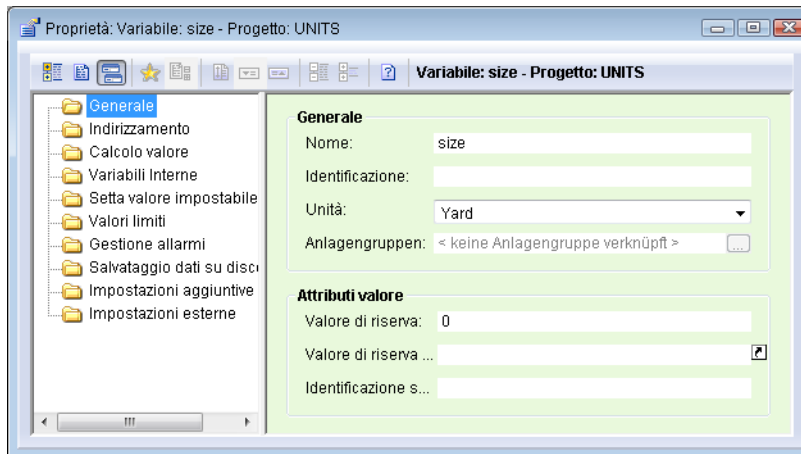 Proprietà: Variabile: size - Progetto: UNITS
Variabile: size - Progetto: UNITS
Generale
Indirizzamento
Calcolo valore
Variabili Interne
Setta valore impostabile
Valori limiti
Gestione allarmi
Salvataggio dati su disc
Impostazioni aggiuntive
Impostazioni esterne
Generale
Nome: size
Identificazione:
Unità: Yard
Anlagengruppen: < keine Anlagengruppe verknüpft > ...
Attributi valore
Valore di riserva: 0
Valore di riserva ...
Identificazione s...